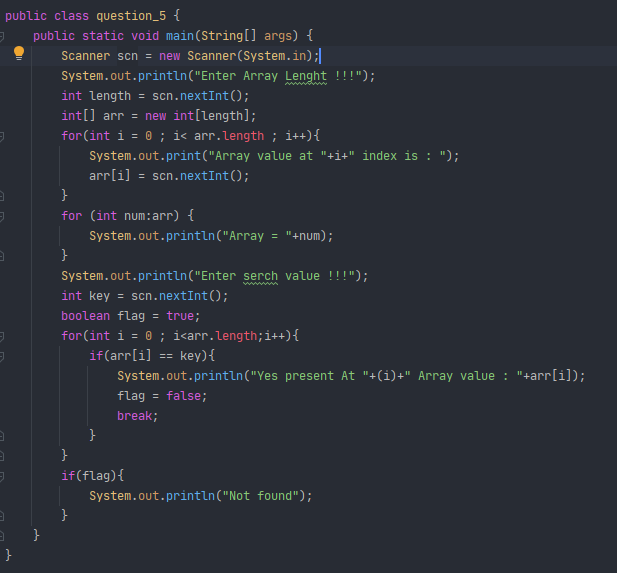 public class question_5 {
    public static void main(String[] args) {
        Scanner scn = new Scanner(System.in);
        System.out.println("Enter Array Lenght !!!");
        int length = scn.nextInt();
        int[] arr = new int[length];
        for(int i = 0 ; i< arr.length ; i++){
            System.out.print("Array value at "+i+" index is : ");
            arr[i] = scn.nextInt();
        }
        for (int num:arr) {
            System.out.println("Array = "+num);
        }
        System.out.println("Enter serch value !!!");
        int key = scn.nextInt();
        boolean flag = true;
        for(int i = 0 ; i<arr.length;i++){
            if(arr[i] == key){
                System.out.println("Yes present At "+(i)+" Array value : "+arr[i]);
                flag = false;
                break;
            }
        }
        if(flag){
            System.out.println("Not found");
        }
    }
}